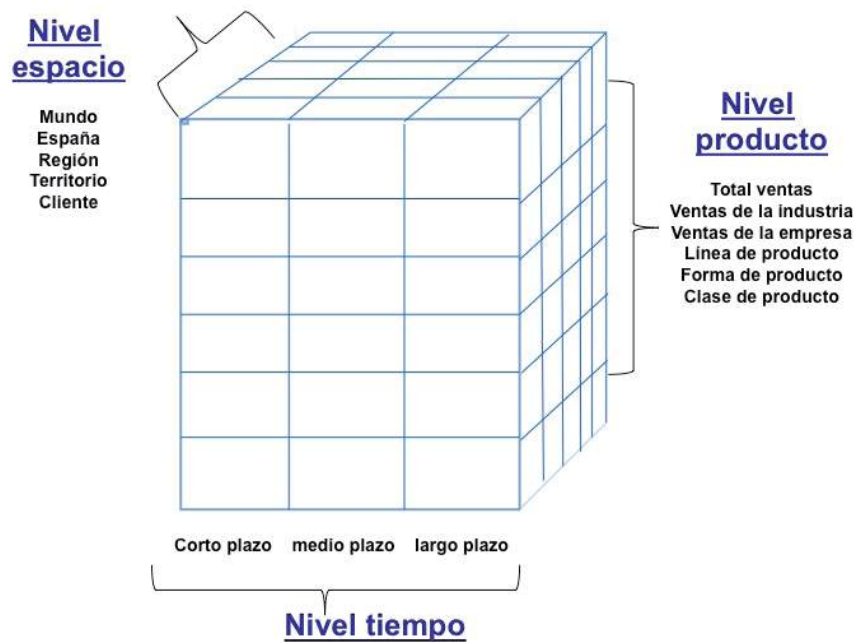 Nivel
espacio
Mundo
España
Región
Territorio
Cliente
Nivel
producto
Total ventas
Ventas de la industria
Ventas de la empresa
Línea de producto
Forma de producto
Clase de producto
Corto plazo medio plazo largo plazo
Nivel tiempo